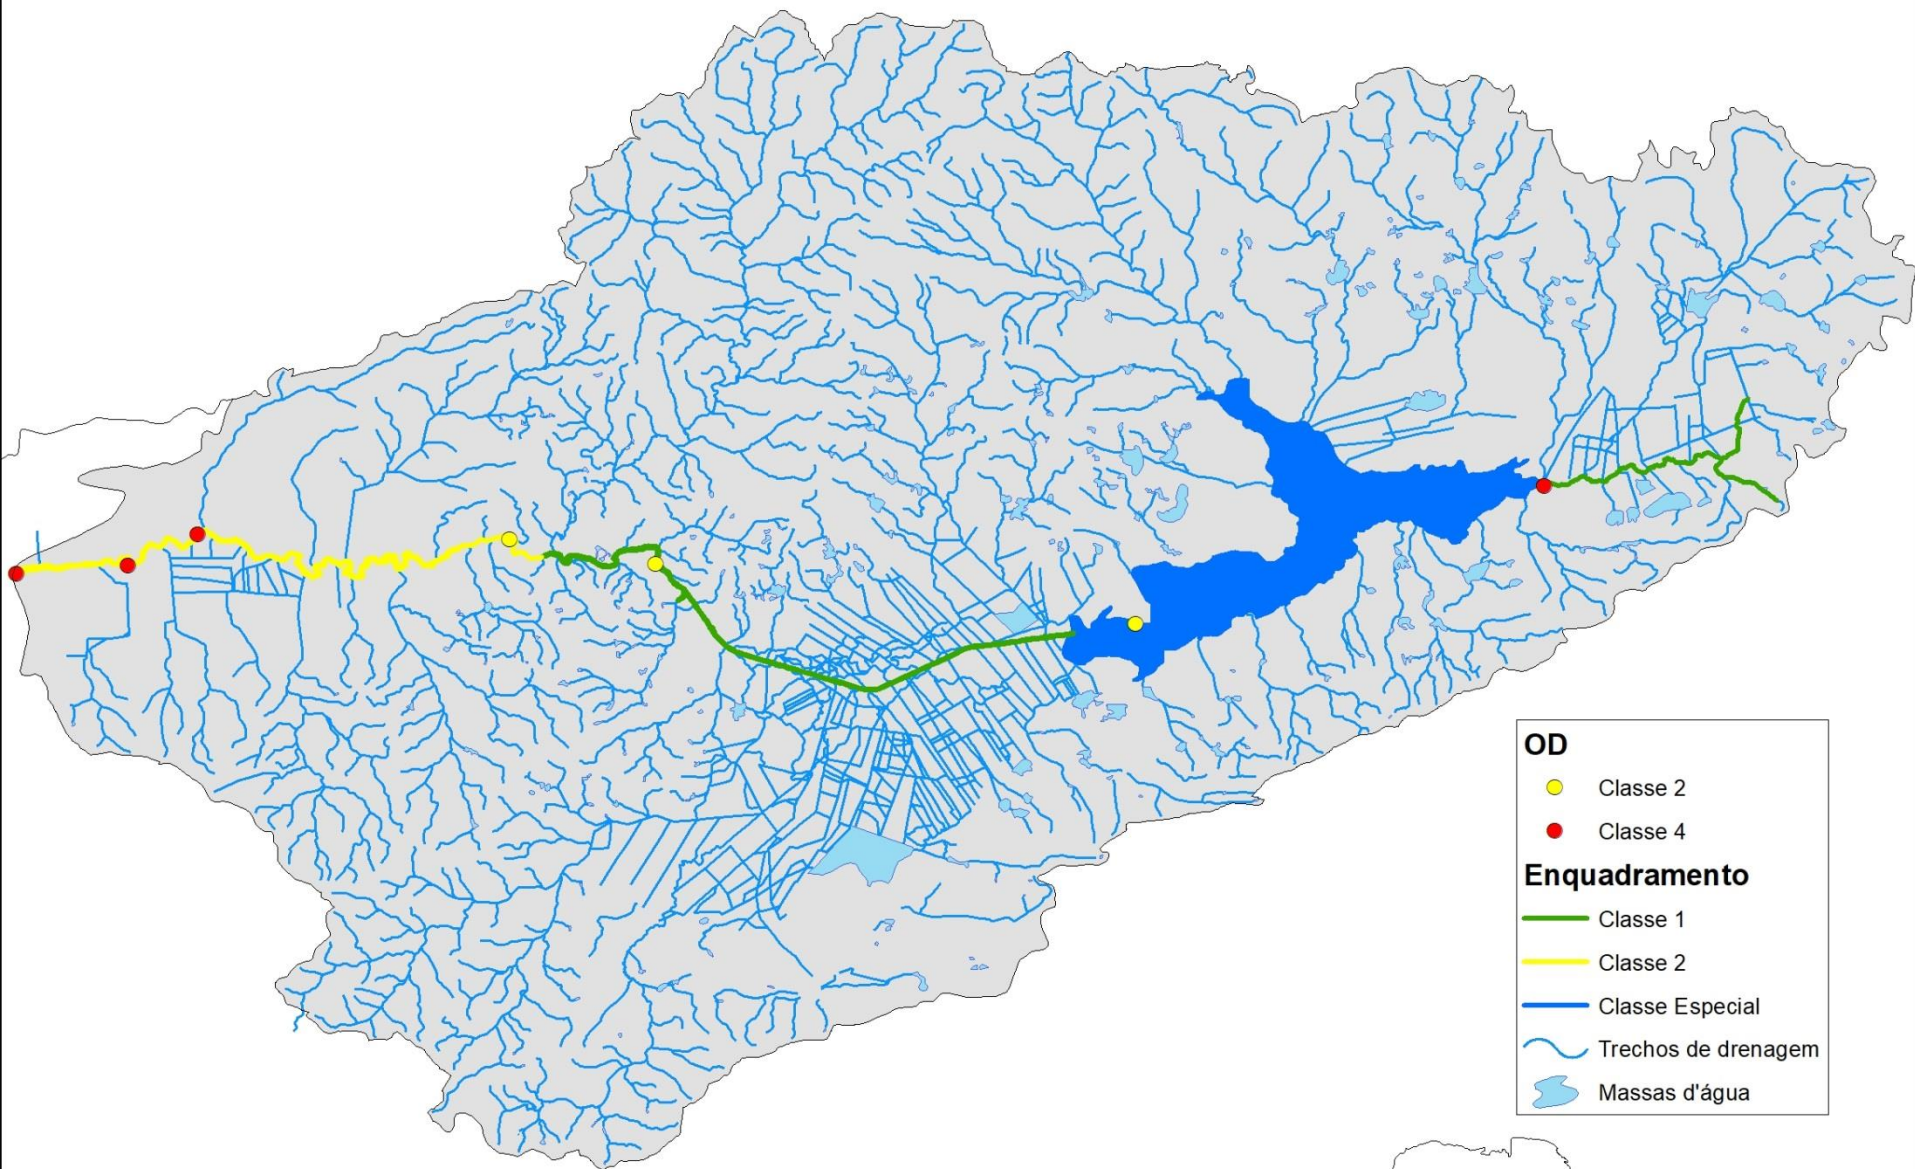 OD
Classe 2
Classe 4
Enquadramento
Classe 1
Classe 2
Classe Especial
Trechos de drenagem
Massas d'água